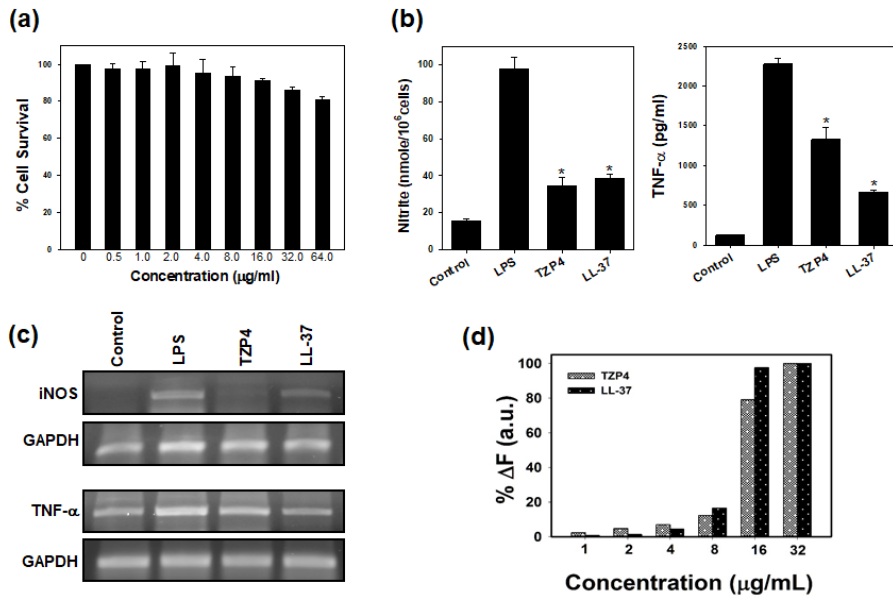 (a)
100
80
60
40
20
0
% Cell Survival
0 0.5 1.0 2.0 4.0 8.0 16.0 32.0 64.0
Concentration (μg/ml)
(b)
100
80
60
40
20
0
Nitrite (nmole/10⁶cells)
* *
Control LPS TZP4 LL-37
2500
2000
1500
1000
500
0
TNF-α (pg/ml)
*
*
Control LPS TZP4 LL-37
(c)
Control LPS TZP4 LL-37
iNOS
GAPDH
TNF-α
GAPDH
(d)
100
80
60
40
20
0
% ΔF (a.u.)
TZP4
LL-37
1 2 4 8 16 32
Concentration (μg/mL)